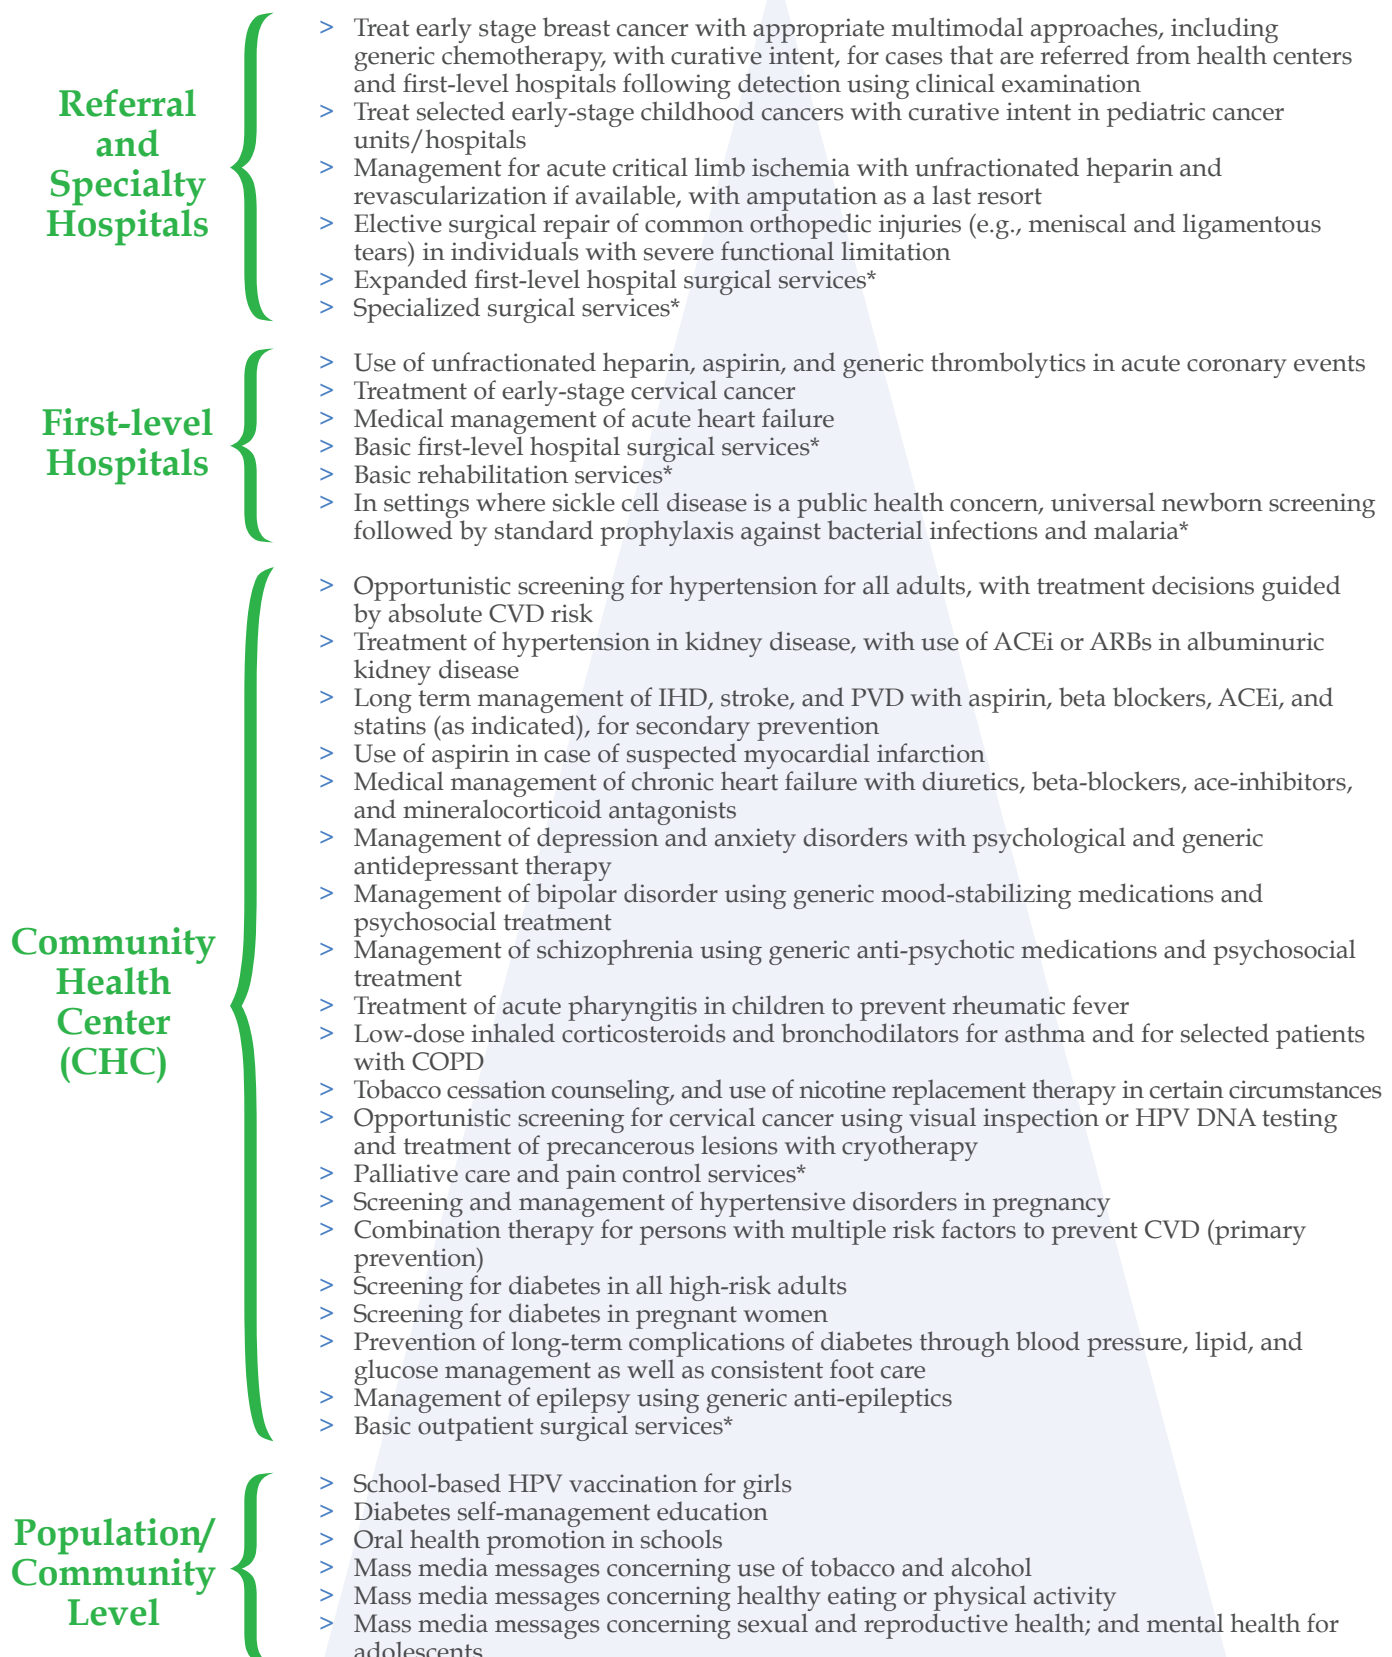 Referral
and
Specialty
Hospitals
> Treat early stage breast cancer with appropriate multimodal approaches, including
generic chemotherapy, with curative intent, for cases that are referred from health centers
and first-level hospitals following detection using clinical examination
> Treat selected early-stage childhood cancers with curative intent in pediatric cancer
units/hospitals
> Management for acute critical limb ischemia with unfractionated heparin and
revascularization if available, with amputation as a last resort
> Elective surgical repair of common orthopedic injuries (e.g., meniscal and ligamentous
tears) in individuals with severe functional limitation
> Expanded first-level hospital surgical services*
> Specialized surgical services*
First-level
Hospitals
> Use of unfractionated heparin, aspirin, and generic thrombolytics in acute coronary events
> Treatment of early-stage cervical cancer
> Medical management of acute heart failure
> Basic first-level hospital surgical services*
> Basic rehabilitation services*
> In settings where sickle cell disease is a public health concern, universal newborn screening
followed by standard prophylaxis against bacterial infections and malaria*
Community
Health
Center
(CHC)
> Opportunistic screening for hypertension for all adults, with treatment decisions guided
by absolute CVD risk
> Treatment of hypertension in kidney disease, with use of ACEi or ARBs in albuminuric
kidney disease
> Long term management of IHD, stroke, and PVD with aspirin, beta blockers, ACEi, and
statins (as indicated), for secondary prevention
> Use of aspirin in case of suspected myocardial infarction
> Medical management of chronic heart failure with diuretics, beta-blockers, ace-inhibitors,
and mineralocorticoid antagonists
> Management of depression and anxiety disorders with psychological and generic
antidepressant therapy
> Management of bipolar disorder using generic mood-stabilizing medications and
psychosocial treatment
> Management of schizophrenia using generic anti-psychotic medications and psychosocial
treatment
> Treatment of acute pharyngitis in children to prevent rheumatic fever
> Low-dose inhaled corticosteroids and bronchodilators for asthma and for selected patients
with COPD
> Tobacco cessation counseling, and use of nicotine replacement therapy in certain circumstances
> Opportunistic screening for cervical cancer using visual inspection or HPV DNA testing
and treatment of precancerous lesions with cryotherapy
> Palliative care and pain control services*
> Screening and management of hypertensive disorders in pregnancy
> Combination therapy for persons with multiple risk factors to prevent CVD (primary
prevention)
> Screening for diabetes in all high-risk adults
> Screening for diabetes in pregnant women
> Prevention of long-term complications of diabetes through blood pressure, lipid, and
glucose management as well as consistent foot care
> Management of epilepsy using generic anti-epileptics
> Basic outpatient surgical services*
Population/
Community
Level
> School-based HPV vaccination for girls
> Diabetes self-management education
> Oral health promotion in schools
> Mass media messages concerning use of tobacco and alcohol
> Mass media messages concerning healthy eating or physical activity
> Mass media messages concerning sexual and reproductive health; and mental health for
adolescents